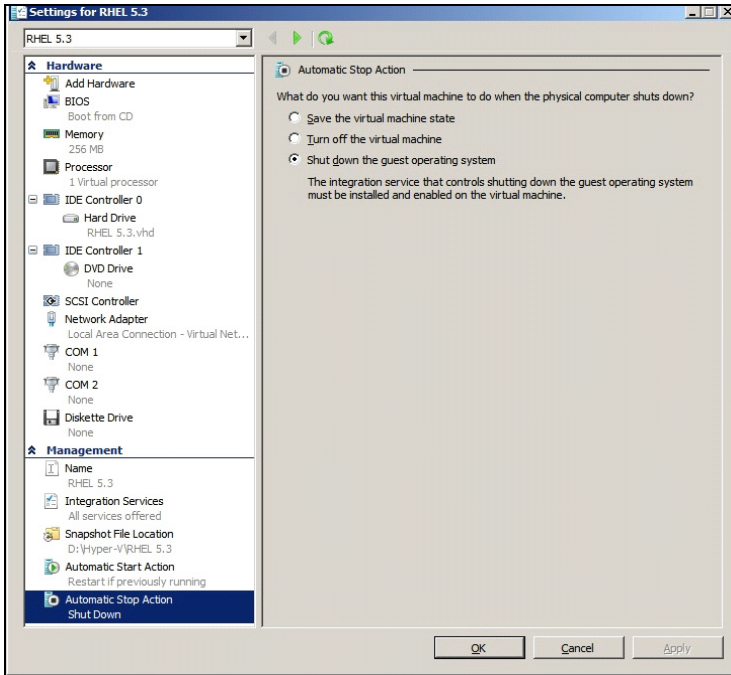 Settings for RHEL 5.3
RHEL 5.3
Hardware
Add Hardware
BIOS
Boot from CD
Memory
256 MB
Processor
1 Virtual processor
IDE Controller 0
Hard Drive
RHEL 5.3.vhd
IDE Controller 1
DVD Drive
None
SCSI Controller
Network Adapter
Local Area Connection - Virtual Net...
COM 1
None
COM 2
None
Diskette Drive
None
Management
Name
RHEL 5.3
Integration Services
All services offered
Snapshot File Location
D:\Hyper-V\RHEL 5.3
Automatic Start Action
Restart if previously running
Automatic Stop Action
Shut Down
Automatic Stop Action
What do you want this virtual machine to do when the physical computer shuts down?
Save the virtual machine state
Turn off the virtual machine
Shut down the guest operating system
The integration service that controls shutting down the guest operating system
must be installed and enabled on the virtual machine.
OK
Cancel
Apply